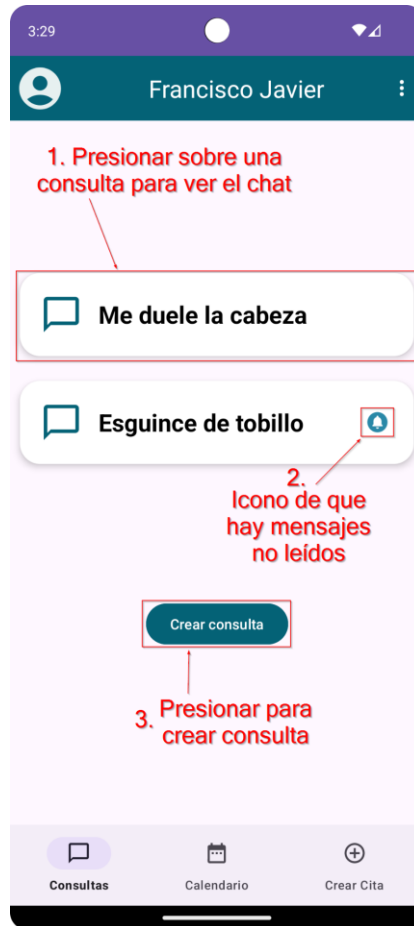 3:29
Francisco Javier
1. Presionar sobre una
consulta para ver el chat
Me duele la cabeza
Esguince de tobillo
2.
Icono de que
hay mensajes
no leídos
Crear consulta
3. Presionar para
crear consulta
Consultas
Calendario
Crear Cita